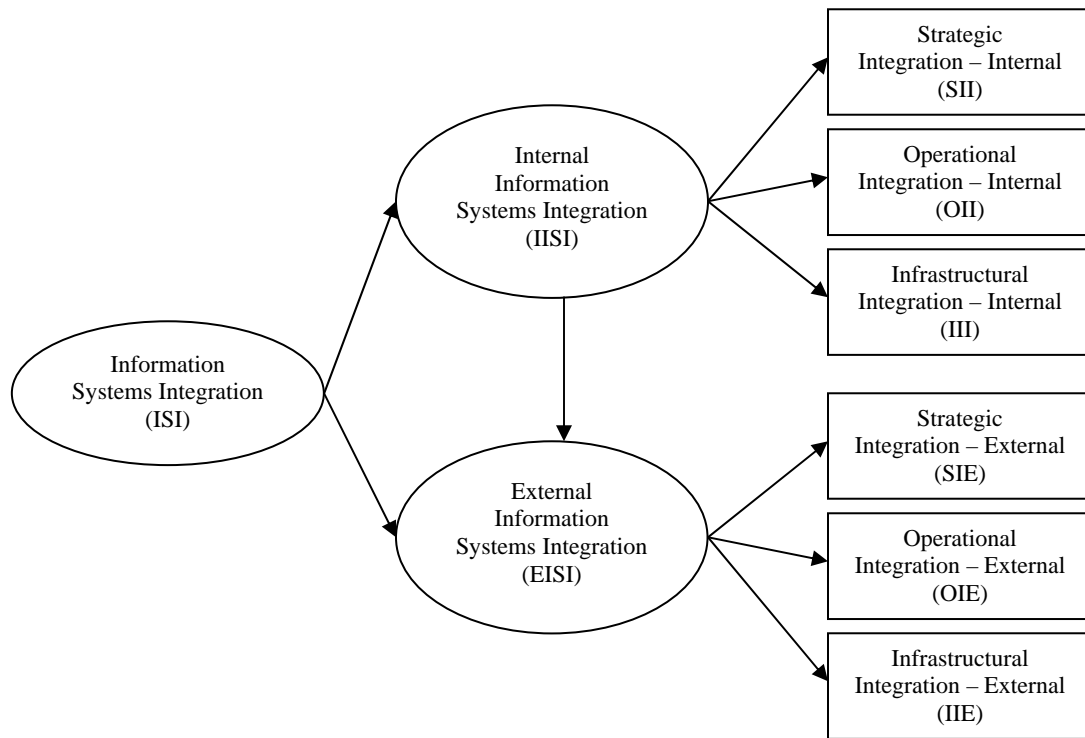 Strategic
Integration – Internal
(SII)
Operational
Integration – Internal
(OII)
Infrastructural
Integration – Internal
(III)
Internal
Information
Systems Integration
(IISI)
Information
Systems Integration
(ISI)
External
Information
Systems Integration
(EISI)
Strategic
Integration – External
(SIE)
Operational
Integration – External
(OIE)
Infrastructural
Integration – External
(IIE)